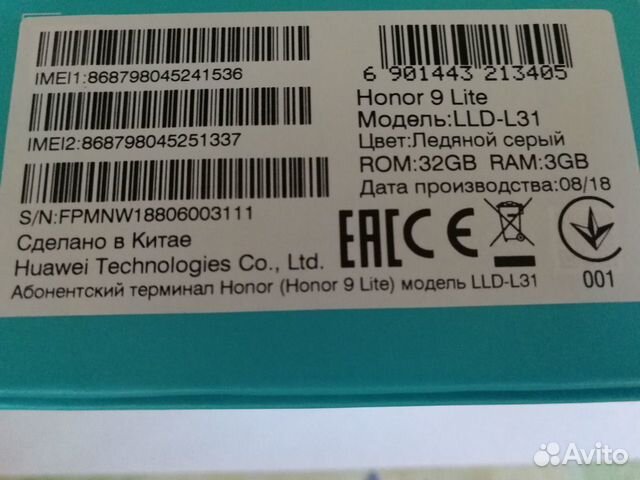 IMEI1:868798045241536
IMEI2:868798045251337
S/N:FPMNW18806003111
Сделано в Китае
Huawei Technologies Co., Ltd.
6 901443 213405
Honor 9 Lite
Модель:LLD-L31
Цвет:Ледяной серый
ROM:32GB RAM:3GB
Дата производства:08/18
EAC CE
001
Абонентский терминал Honor (Honor 9 Lite) модель LLD-L31
Avito